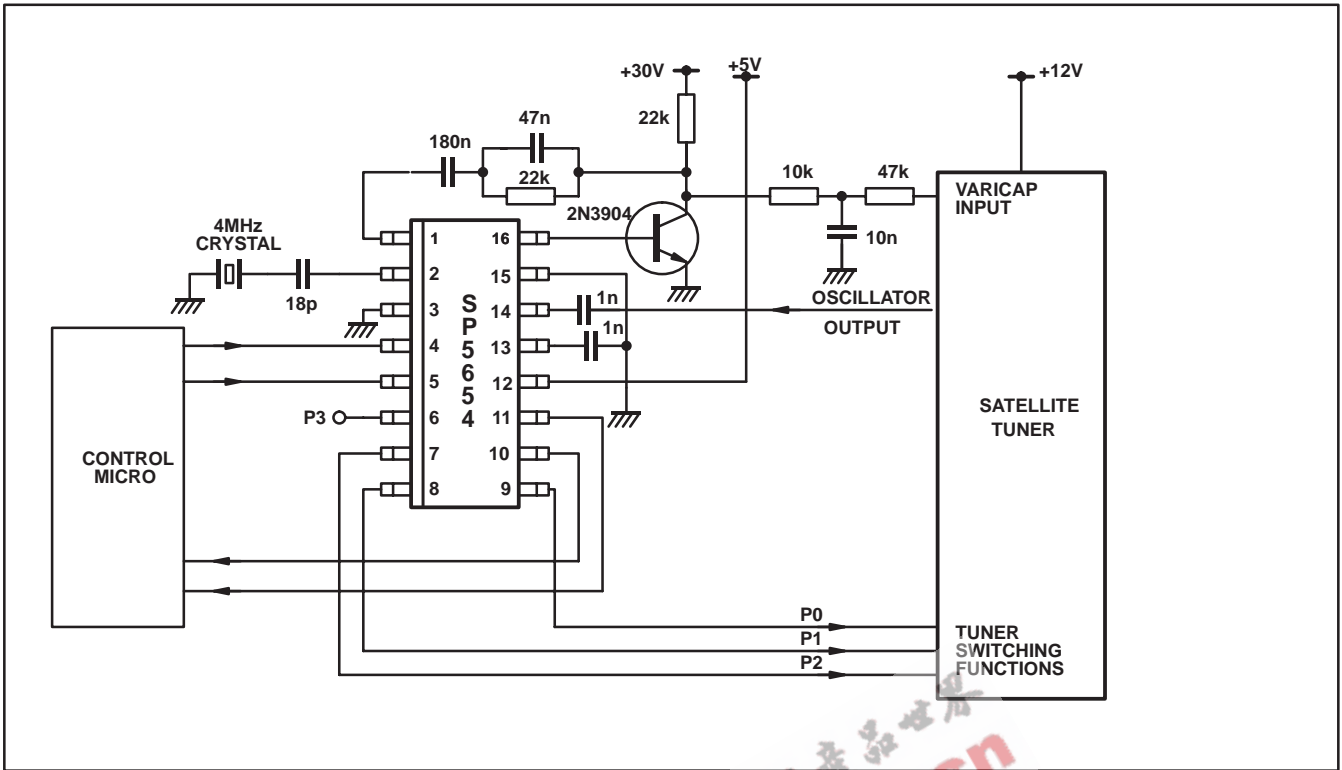 +30V
+5V
+12V
22k
47n
180n
22k
10k
47k
VARICAP
INPUT
2N3904
10n
4MHz
CRYSTAL
18p
1
2
3
4
5
6
7
8
16
15
14
13
12
11
10
9
SP5654
1n
1n
OSCILLATOR
OUTPUT
P3
CONTROL
MICRO
SATELLITE
TUNER
P0
P1
P2
TUNER
SWITCHING
FUNCTIONS